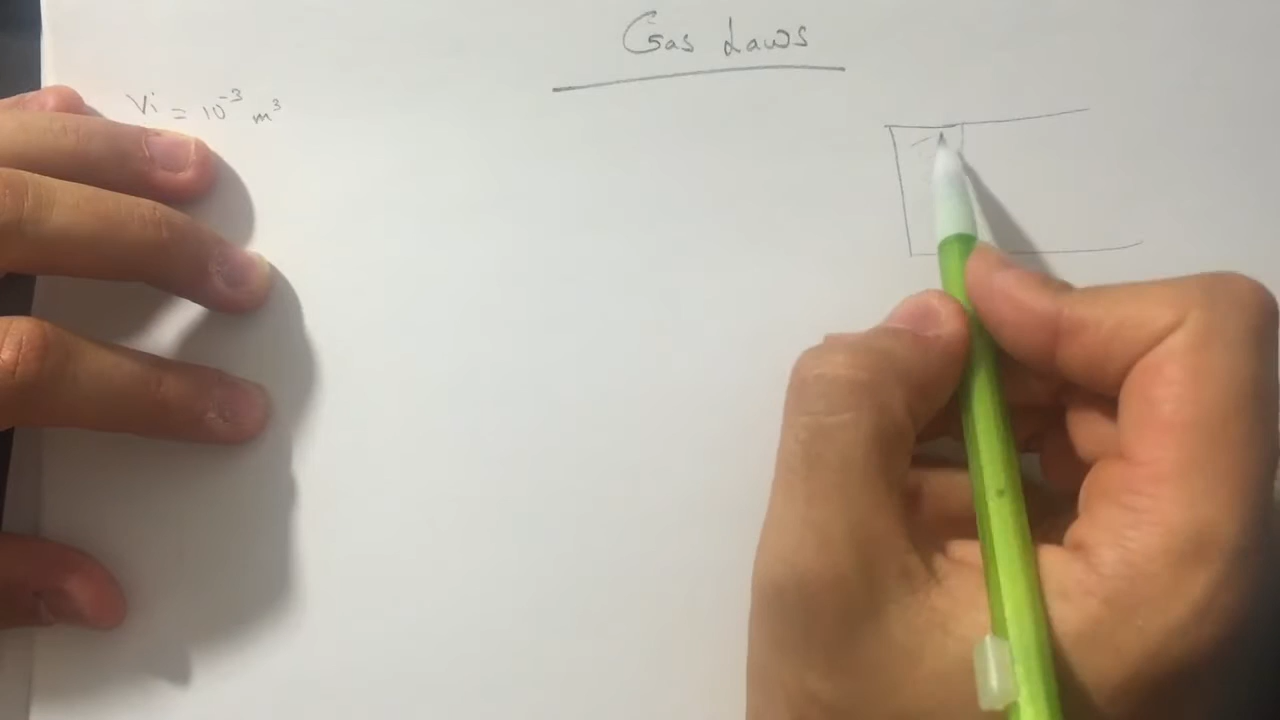 Gas Laws
Vi = 10⁻³ m³